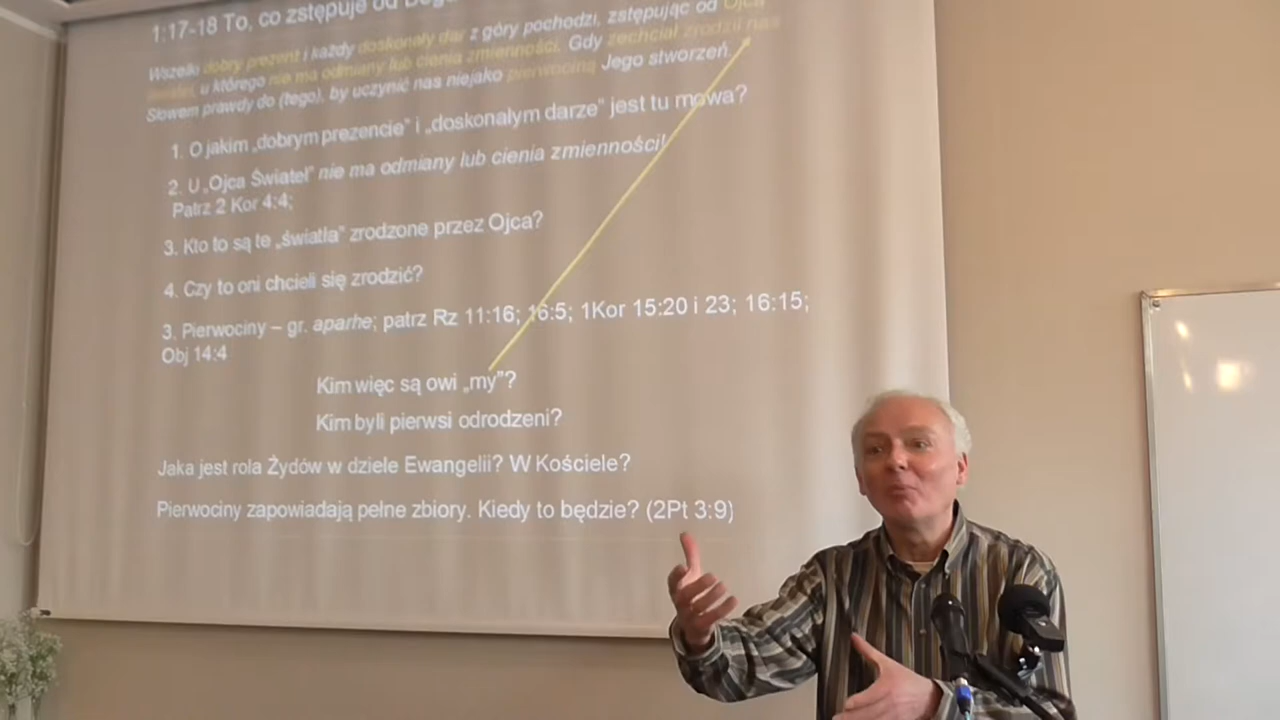 1:17-18 To, co zstępuje od
Wszelki dobry prezent i każdy doskonały dar z góry pochodzi, zstępując od Ojca
świateł, u którego nie ma odmiany lub cienia zmienności. Gdy zechciał zrodził nas
Słowem prawdy do (tego), by uczynić nas niejako pierwociną Jego stworzeń.
1. O jakim „dobrym prezencie" i „doskonałym darze" jest tu mowa?
2. U „Ojca Świateł" nie ma odmiany lub cienia zmienności!
Patrz 2 Kor 4:4;
3. Kto to są te „światła" zrodzone przez Ojca?
4. Czy to oni chcieli się zrodzić?
3. Pierwociny – gr. aparhe; patrz Rz 11:16; 16:5; 1Kor 15:20 i 23; 16:15;
Obj 14:4
Kim więc są owi „my"?
Kim byli pierwsi odrodzeni?
Jaka jest rola Żydów w dziele Ewangelii? W Kościele?
Pierwociny zapowiadają pełne zbiory. Kiedy to będzie? (2Pt 3:9)